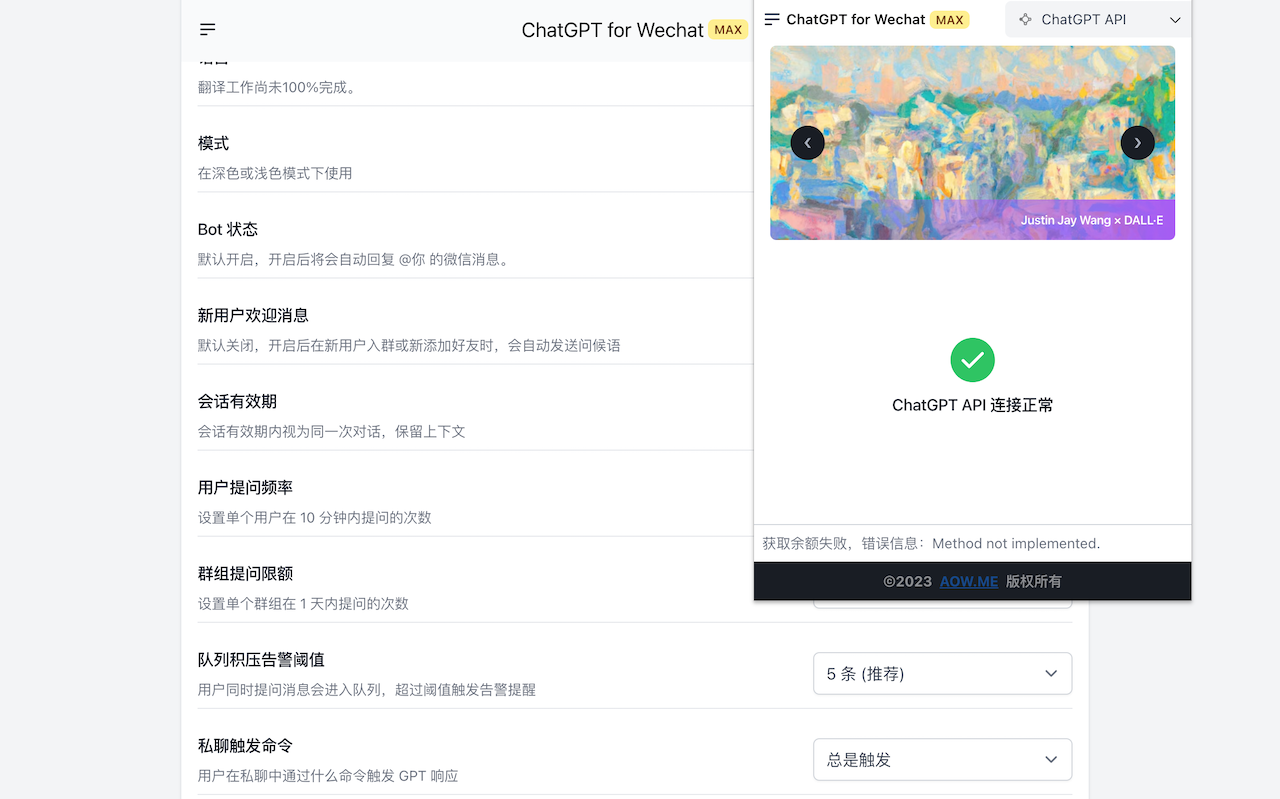 ChatGPT for Wechat MAX
翻译工作尚未100%完成。
模式
在深色或浅色模式下使用
Bot 状态
默认开启，开启后将会自动回复 @你 的微信消息。
新用户欢迎消息
默认关闭，开启后在新用户入群或新添加好友时，会自动发送问候语
会话有效期
会话有效期内视为同一次对话，保留上下文
用户提问频率
设置单个用户在 10 分钟内提问的次数
群组提问限额
设置单个群组在 1 天内提问的次数
队列积压告警阈值
用户同时提问消息会进入队列，超过阈值触发告警提醒
5 条 (推荐)
私聊触发命令
用户在私聊中通过什么命令触发 GPT 响应
总是触发
ChatGPT for Wechat MAX
ChatGPT API
Justin Jay Wang × DALL·E
ChatGPT API 连接正常
获取余额失败，错误信息：Method not implemented.
©2023 AOW.ME 版权所有